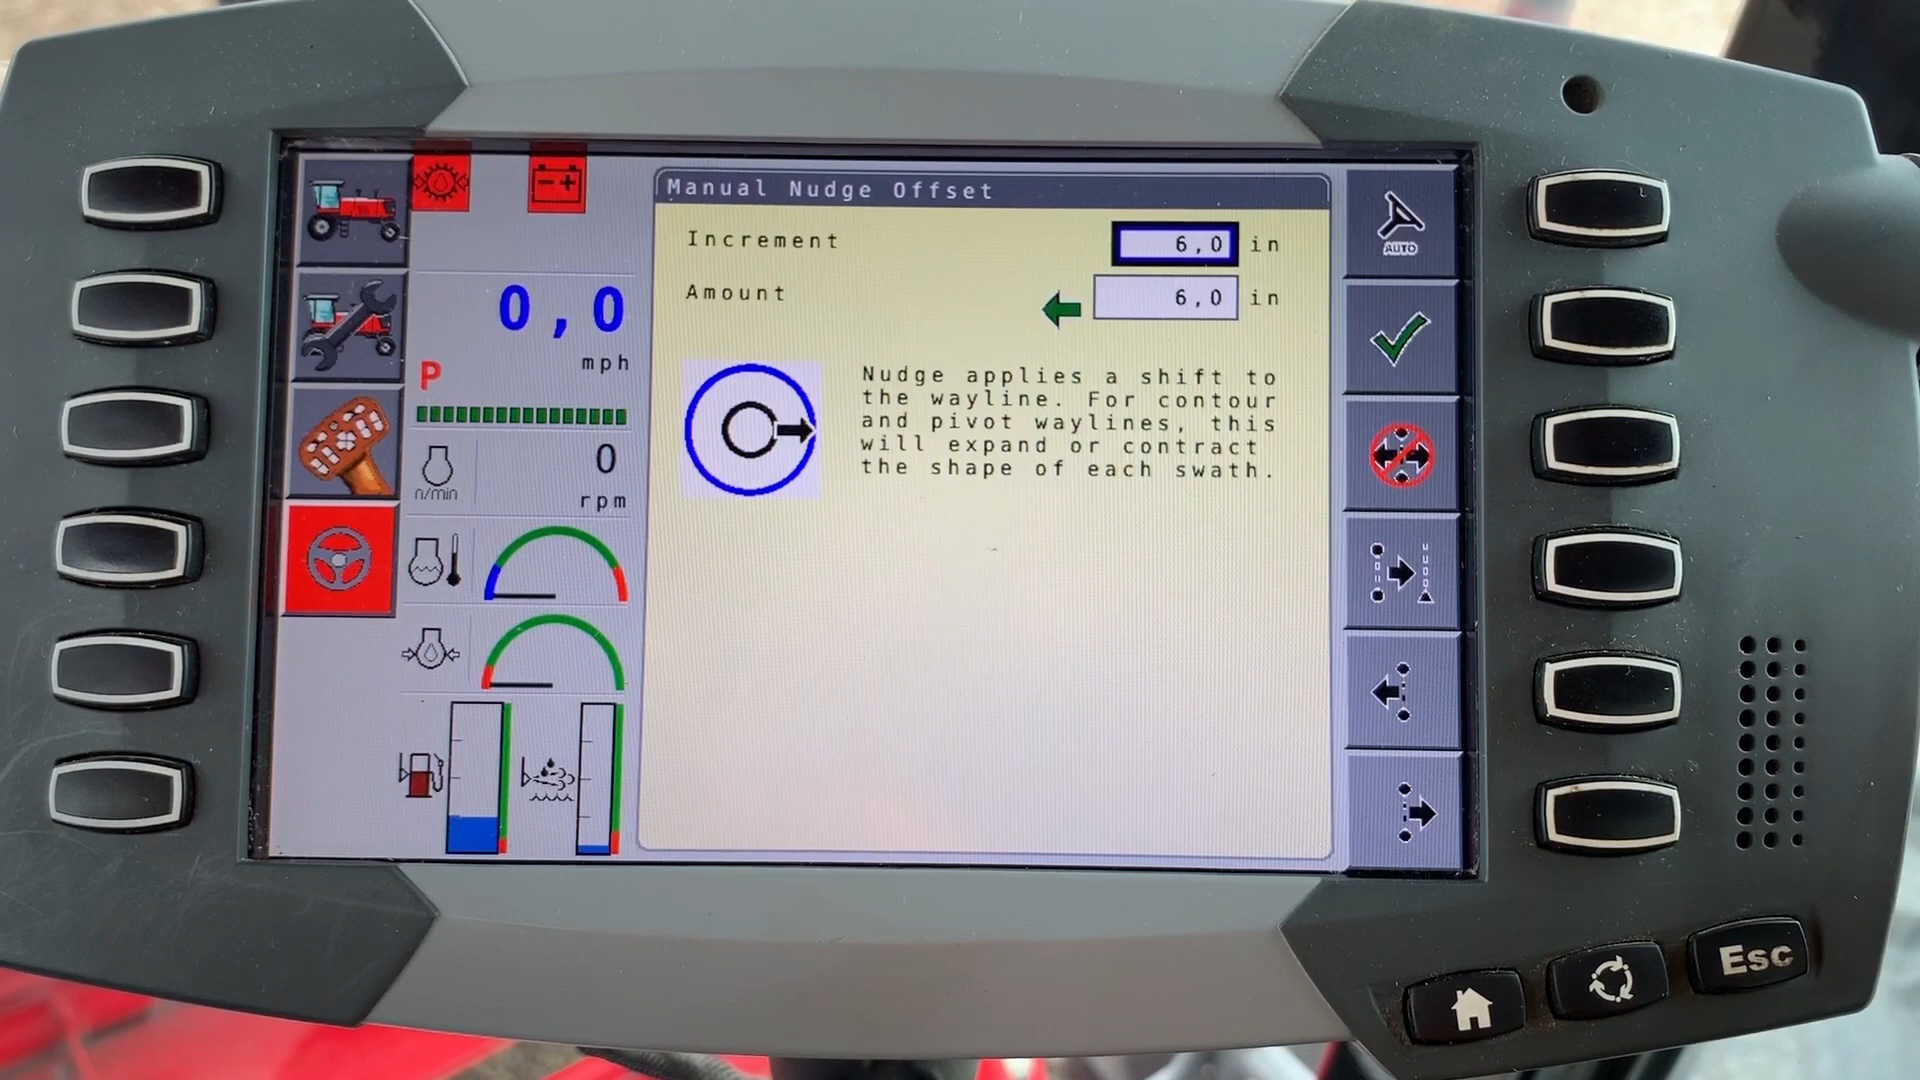 Manual Nudge Offset
Increment 6,0 in
Amount 6,0 in
Nudge applies a shift to
the wayline. For contour
and pivot waylines, this
will expand or contract
the shape of each swath.
0,0
mph
P
0
n/min
rpm
AUTO
Esc